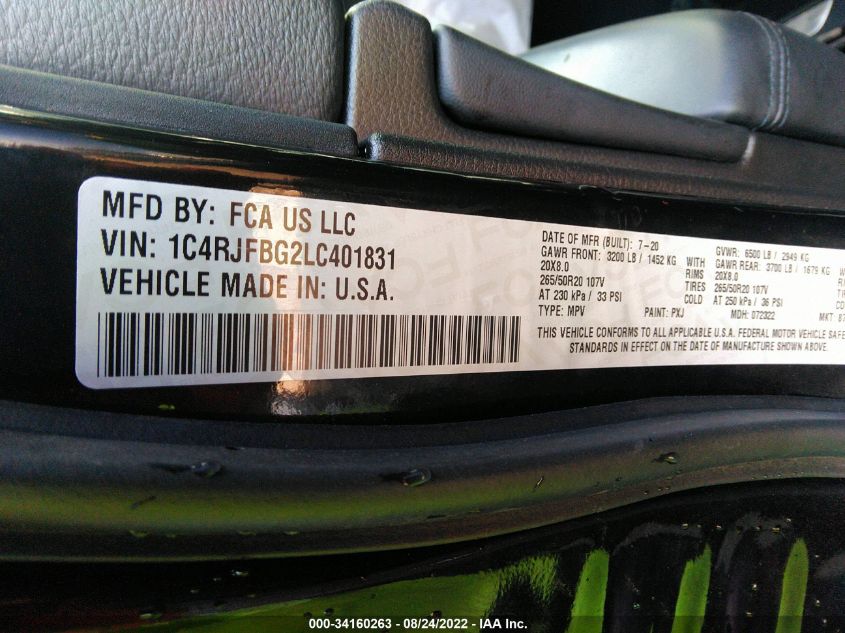 MFD BY: FCA US LLC
VIN: 1C4RJFBG2LC401831
VEHICLE MADE IN: U.S.A.
DATE OF MFR (BUILT): 7-20
GAWR FRONT: 3200 LB / 1452 KG WITH
20X8.0 RIMS
265/50R20 107V TIRES
AT 230 kPa / 33 PSI COLD
TYPE: MPV PAINT: PXJ
GVWR: 6500 LB / 2949 KG
GAWR REAR: 3700 LB / 1679 KG
20X8.0
265/50R20 107V
AT 250 kPa / 36 PSI
MDH: 072322 MKT:
THIS VEHICLE CONFORMS TO ALL APPLICABLE U.S.A. FEDERAL MOTOR VEHICLE
STANDARDS IN EFFECT ON THE DATE OF MANUFACTURE SHOWN ABOVE.
000-34160263 - 08/24/2022 - IAA Inc.